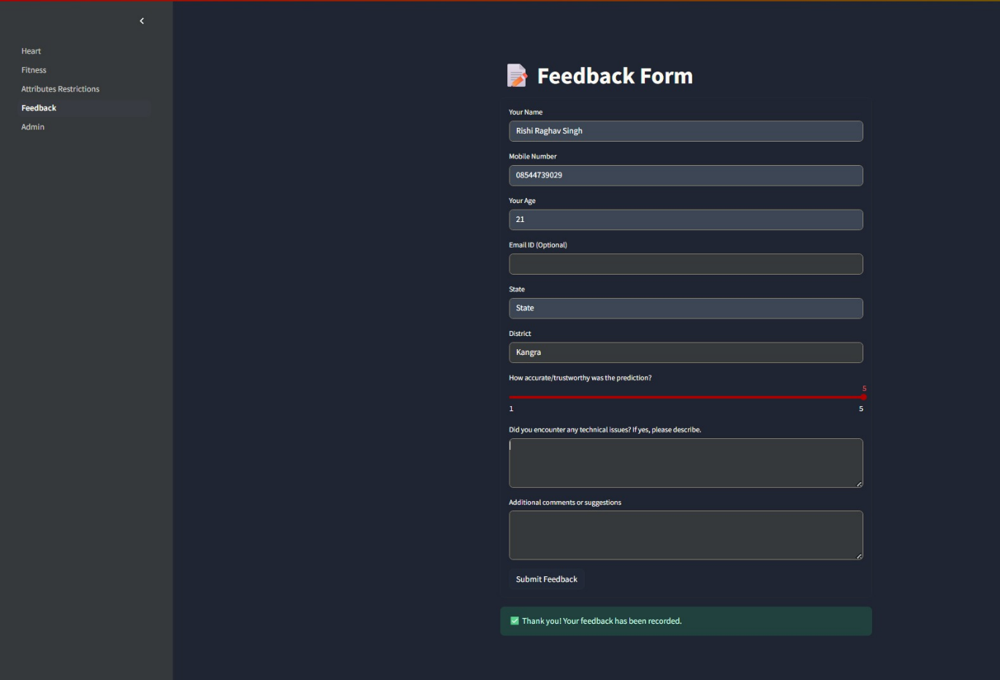 Heart
Fitness
Attributes Restrictions
Feedback
Admin
Feedback Form
Your Name
Rishi Raghav Singh
Mobile Number
08544739029
Your Age
21
Email ID (Optional)
State
State
District
Kangra
How accurate/trustworthy was the prediction?
5
1 5
Did you encounter any technical issues? If yes, please describe.
Additional comments or suggestions
Submit Feedback
Thank you! Your feedback has been recorded.